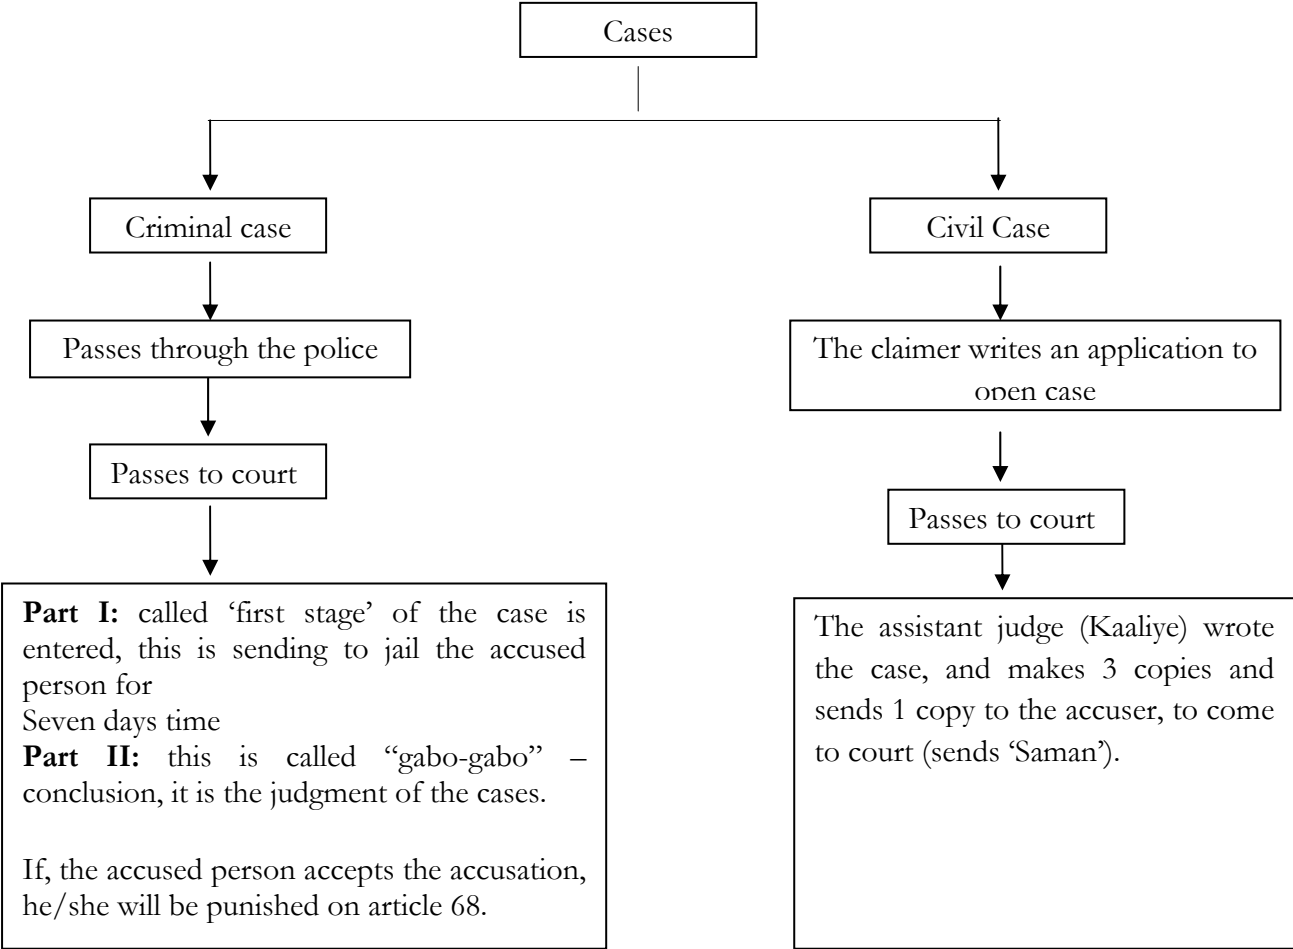 Cases
Criminal case
Civil Case
Passes through the police
The claimer writes an application to
open case
Passes to court
Passes to court
Part I: called ‘first stage’ of the case is
entered, this is sending to jail the accused
person for
Seven days time
Part II: this is called “gabo-gabo” –
conclusion, it is the judgment of the cases.
If, the accused person accepts the accusation,
he/she will be punished on article 68.
The assistant judge (Kaaliye) wrote
the case, and makes 3 copies and
sends 1 copy to the accuser, to come
to court (sends ‘Saman’).